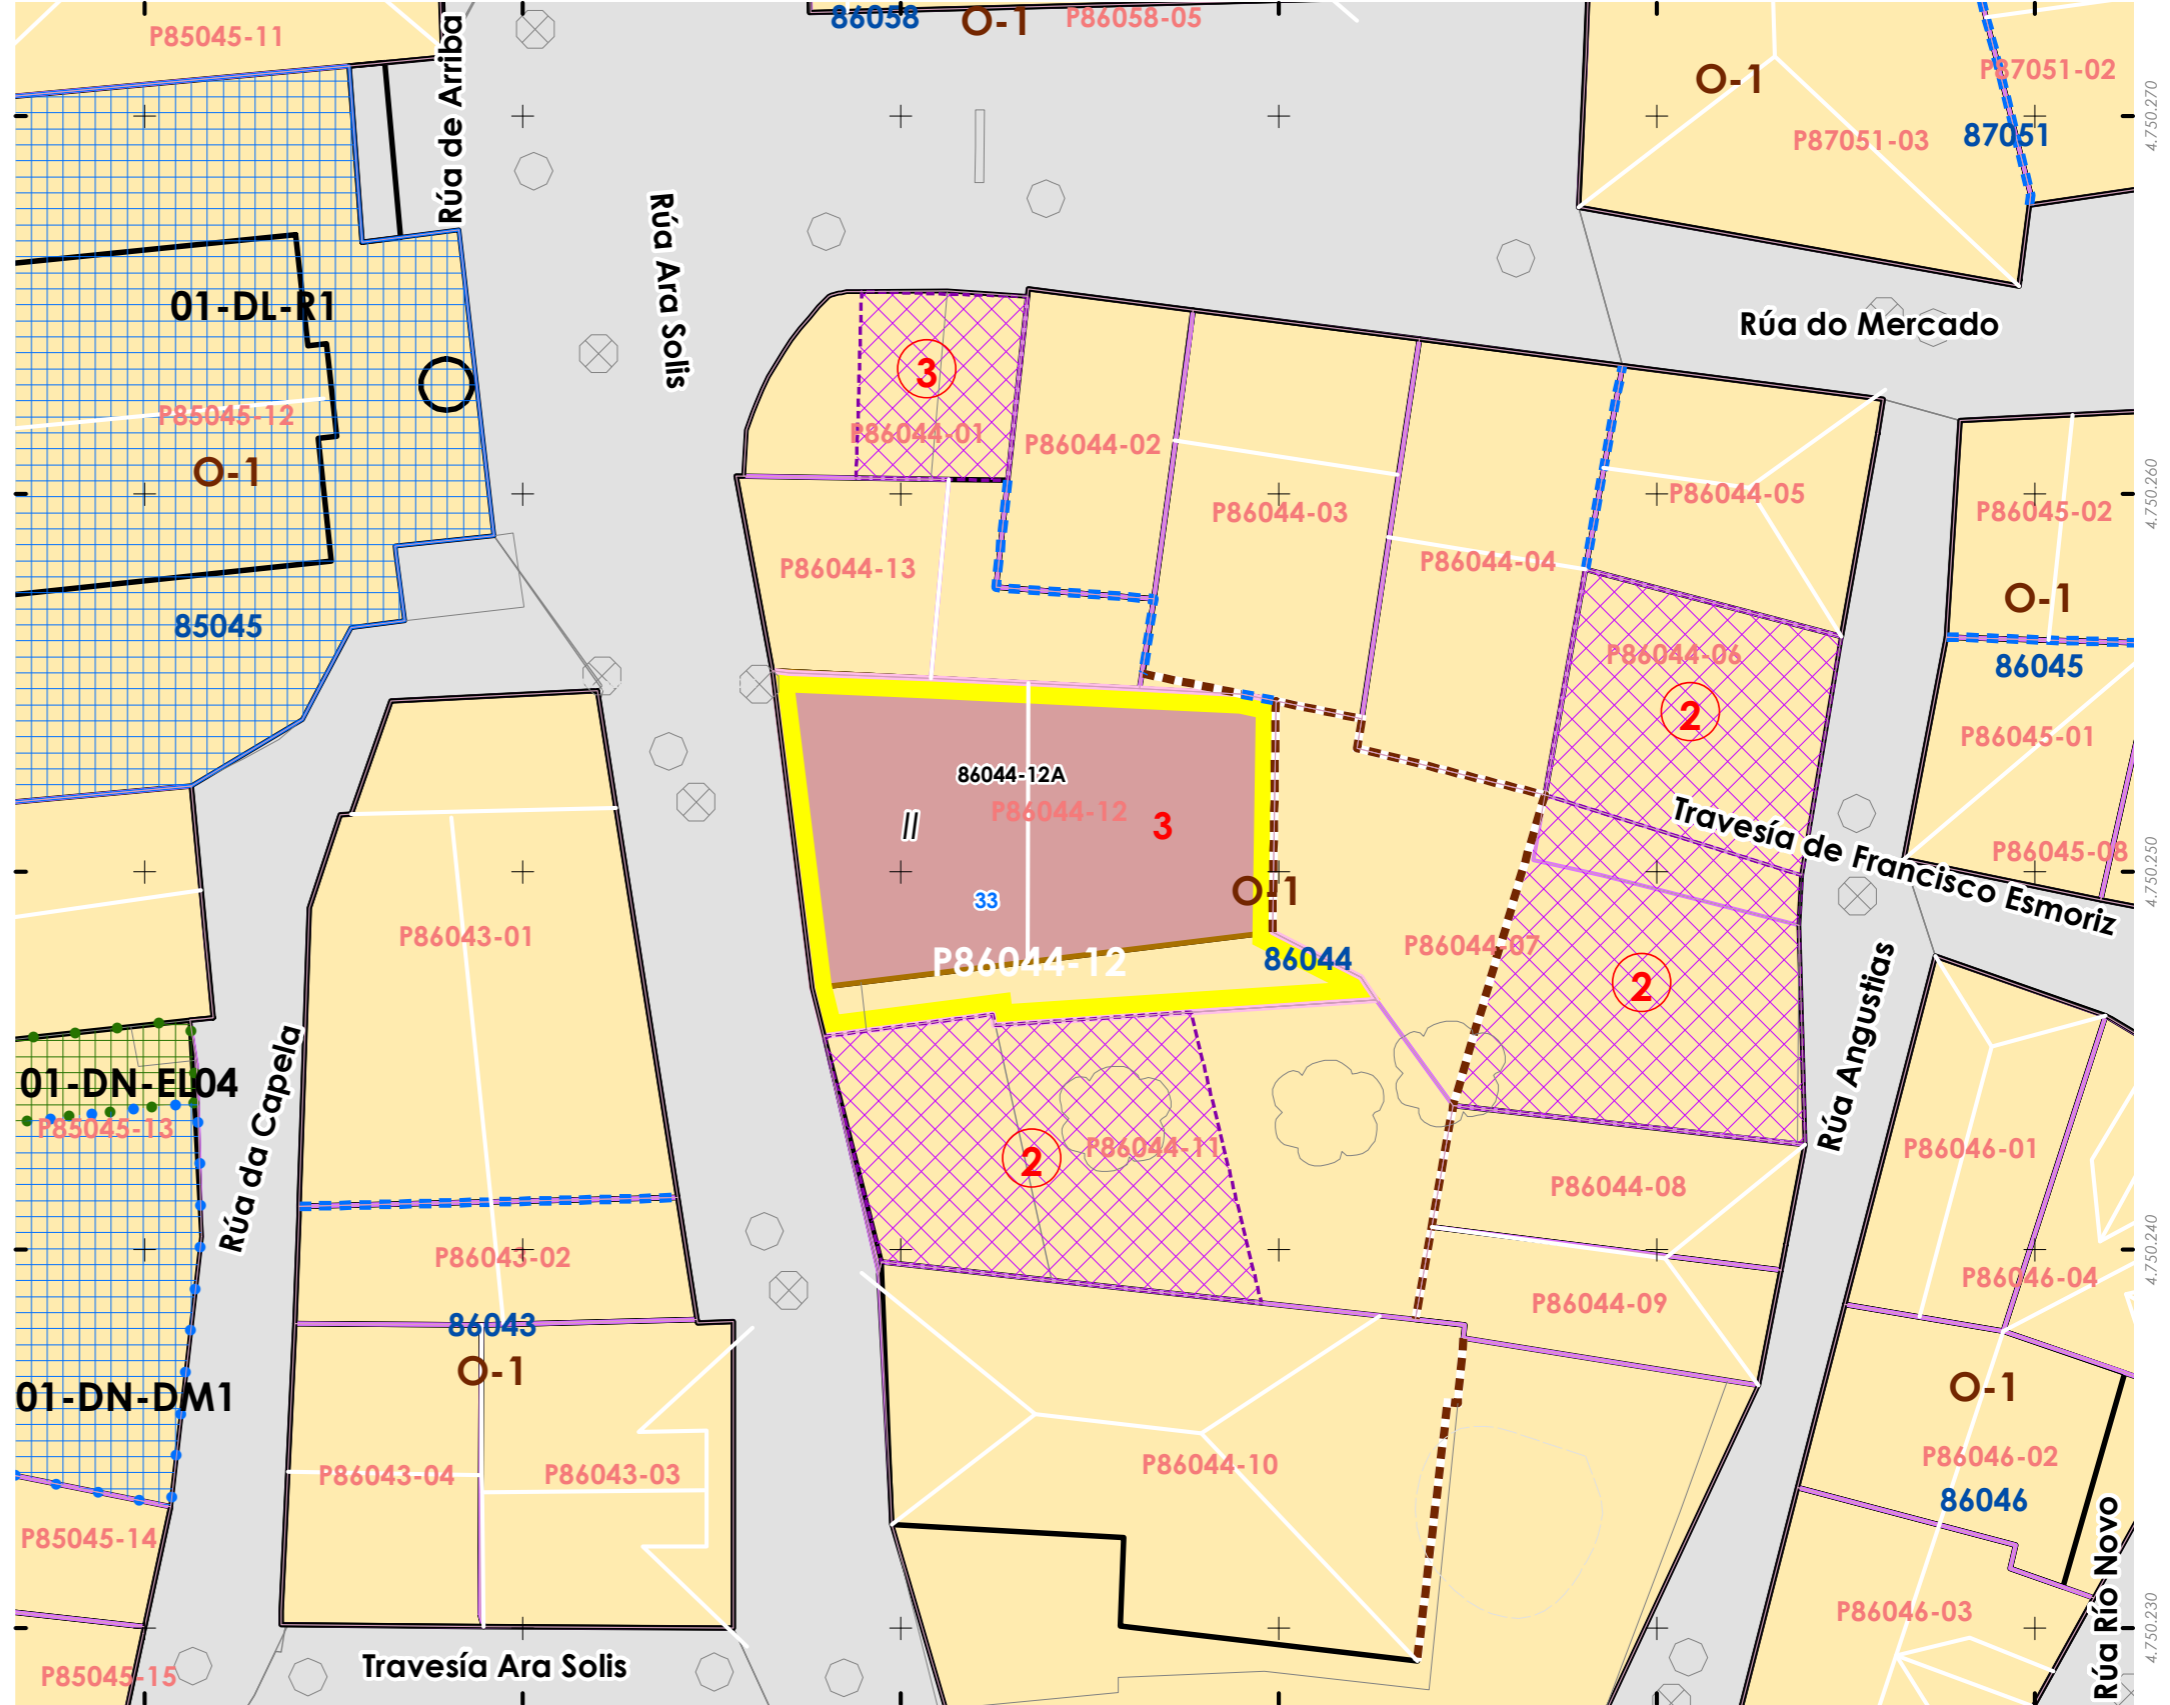 86058
O-1
P86058-05
P85045-11
Rúa de Arriba
O-1
P87051-02
87051
P87051-03
4.750.270
Rúa Ara Solis
01-DL-R1
Rúa do Mercado
3
P85045-12
P86044-01
P86044-02
O-1
P86044-03
P86044-05
P86045-02
4.750.260
P86044-13
P86044-04
O-1
85045
P86044-06
86045
2
P86045-01
86044-12A
P86044-12
3
II
Travesía de Francisco Esmoriz
P86045-08
4.750.250
O-1
33
P86043-01
P86044-07
P86044-12
86044
2
Rúa Angustias
01-DN-EL04
P85045-13
Rúa da Capela
P86044-11
2
P86044-08
P86046-01
P86043-02
P86046-04
4.750.240
P86044-09
86043
O-1
01-DN-DM1
O-1
P86043-04
P86043-03
P86044-10
P86046-02
86046
P85045-14
P86046-03
Rúa Río Novo
4.750.230
Travesía Ara Solis
P85045-15